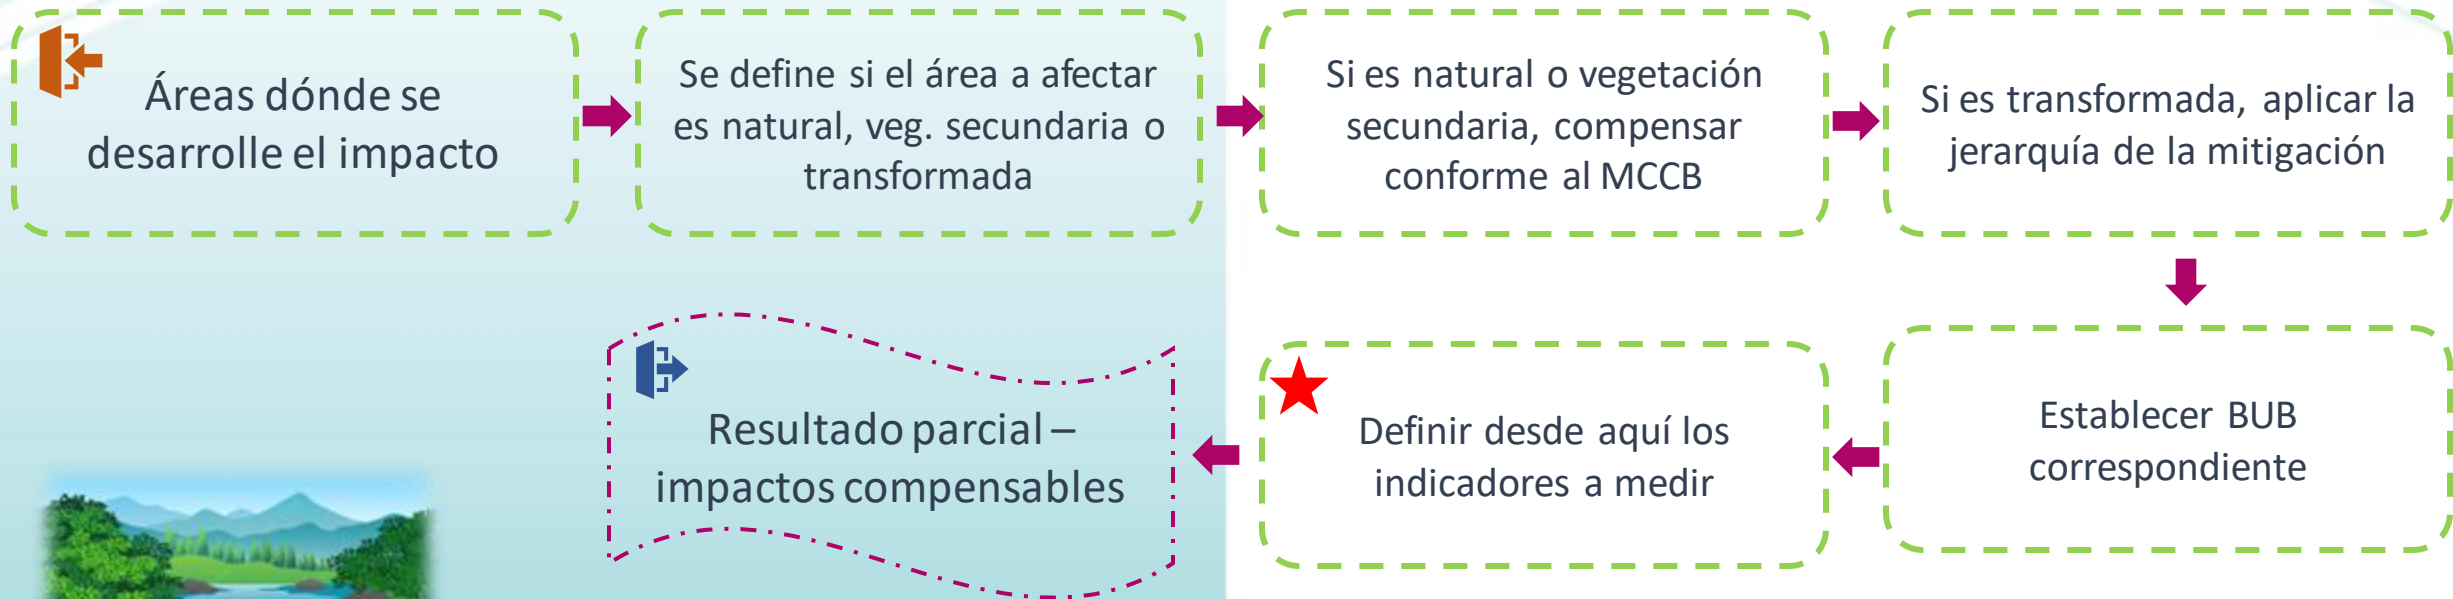 Áreas dónde se
desarrolle el impacto
Se define si el área a afectar
es natural, veg. secundaria o
transformada
Si es natural o vegetación
secundaria, compensar
conforme al MCCB
Si es transformada, aplicar la
jerarquía de la mitigación
Establecer BUB
correspondiente
Definir desde aquí los
indicadores a medir
Resultado parcial –
impactos compensables